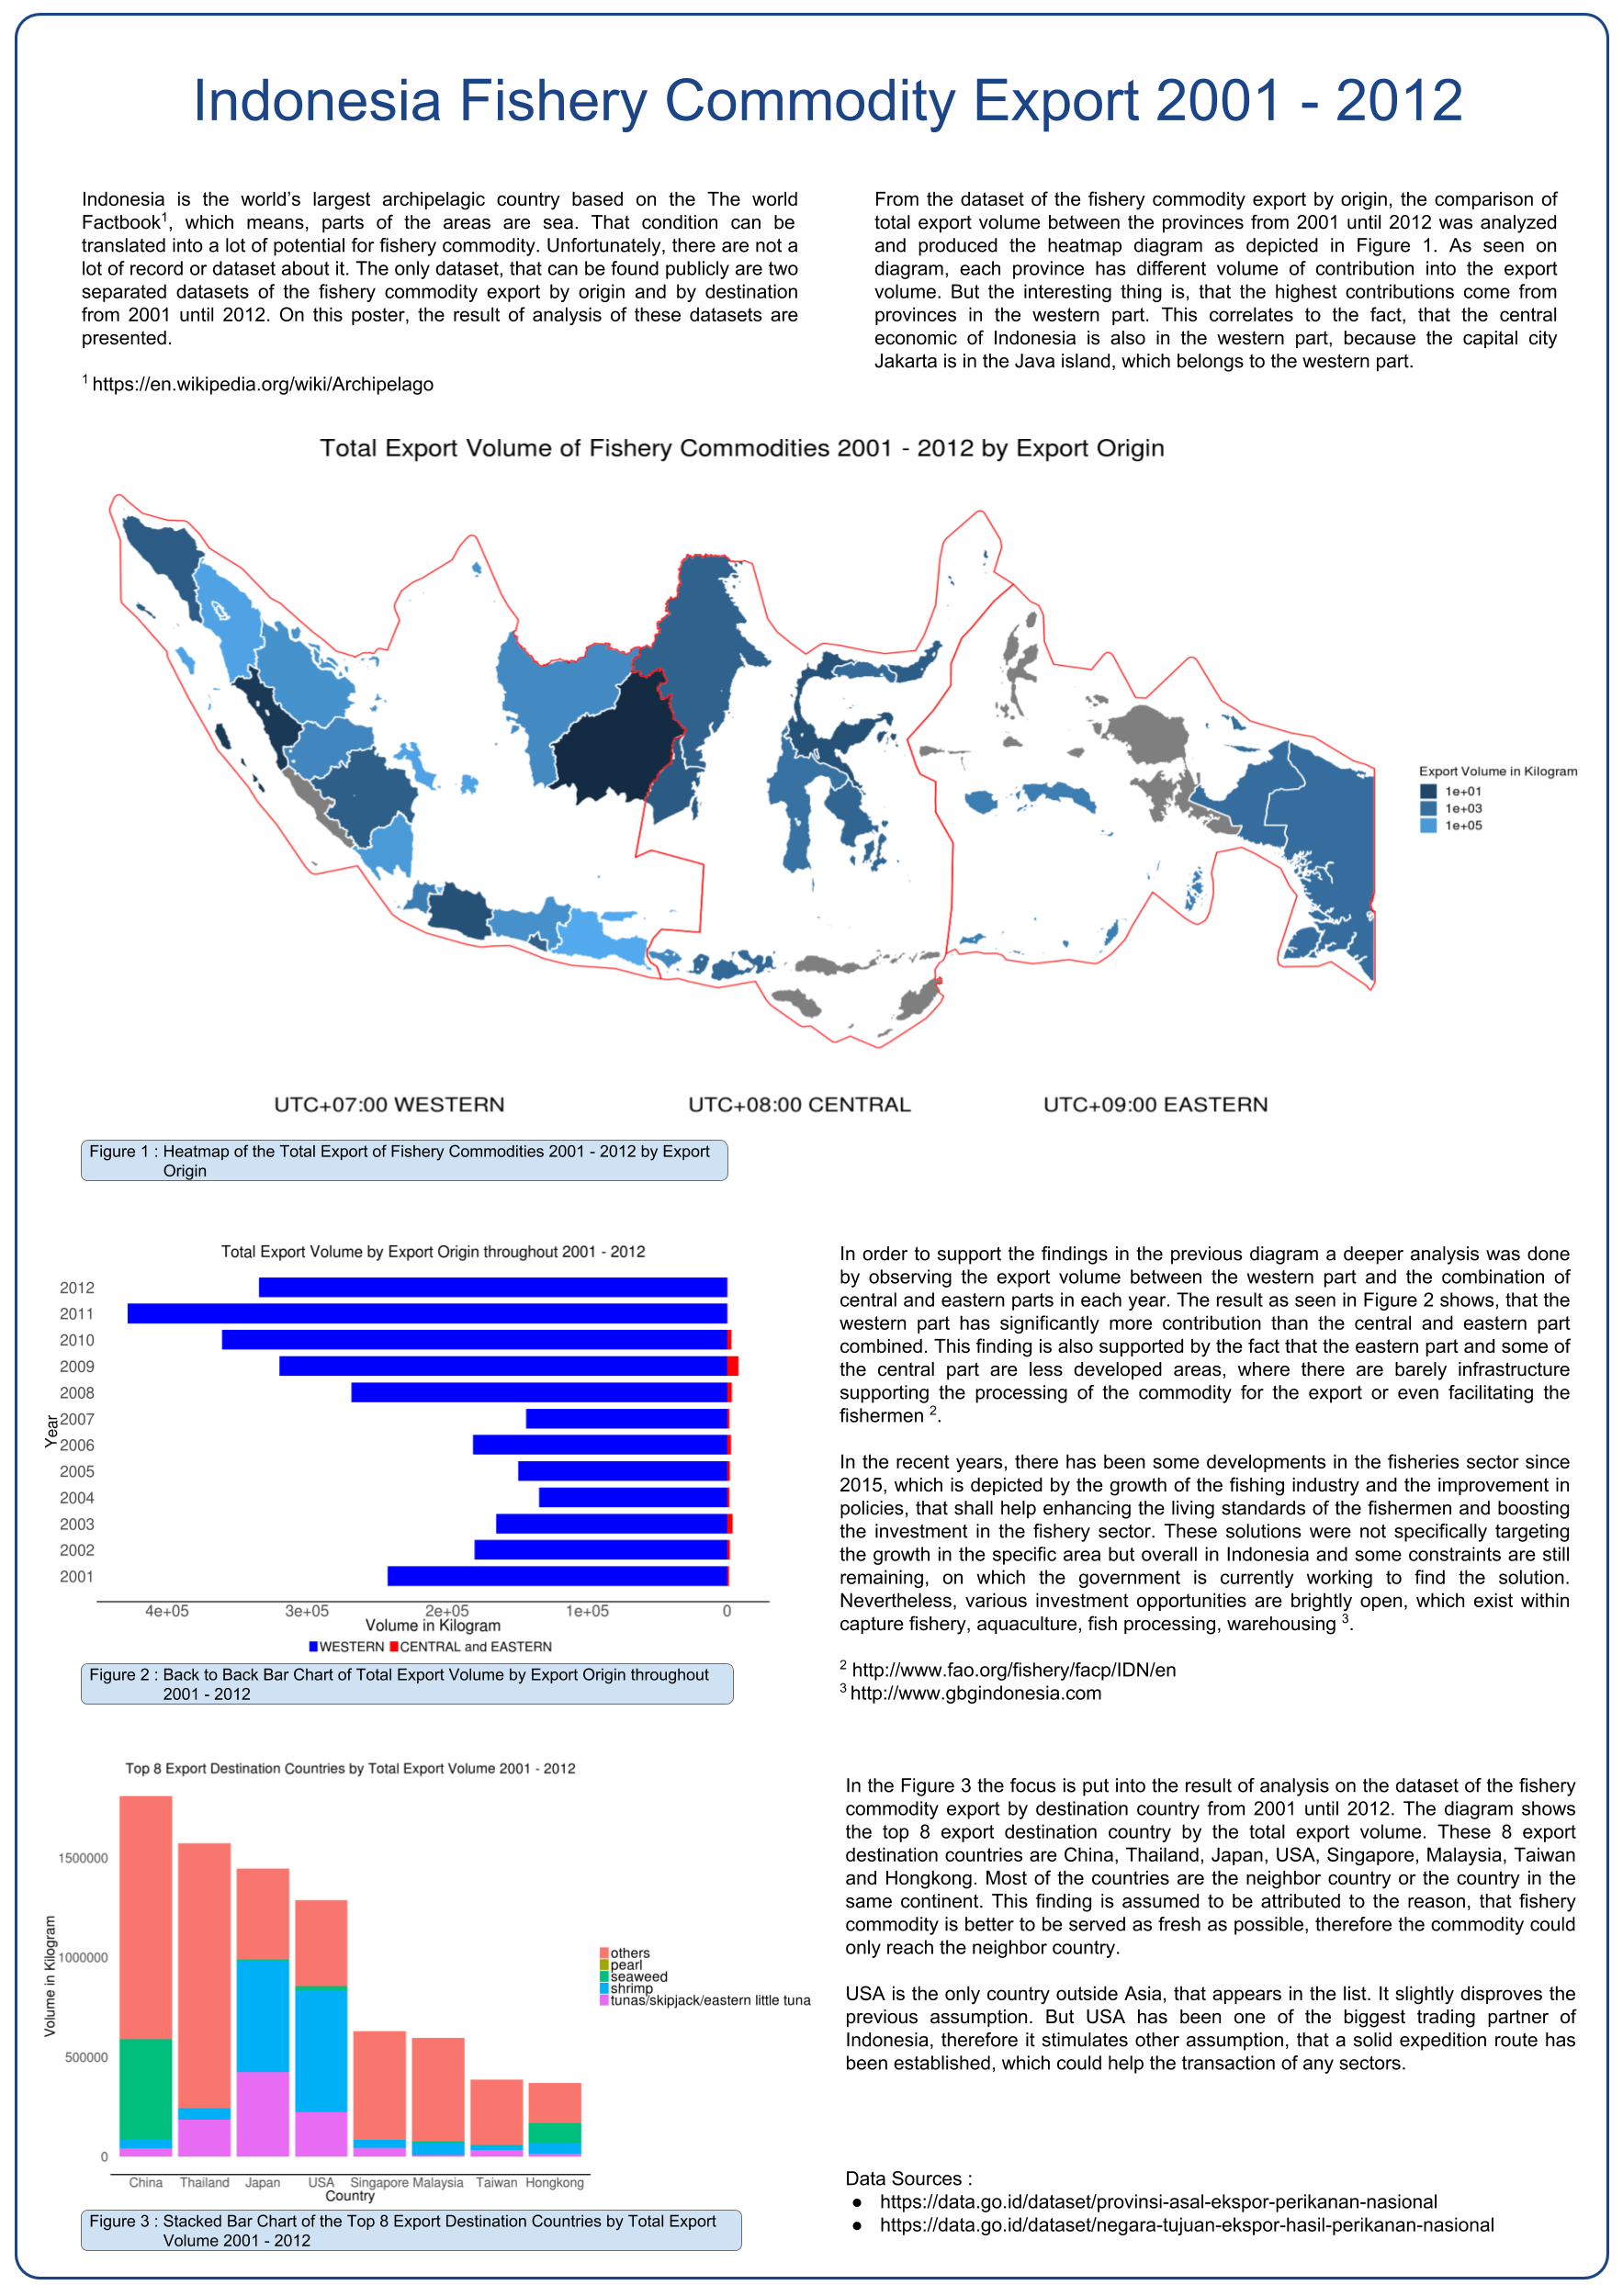 Indonesia Fishery Commodity Export 2001 - 2012
Indonesia is the world's largest archipelagic country based on the The world
Factbook1, which means, parts of the areas are sea. That condition can be
translated into a lot of potential for fishery commodity. Unfortunately, there are not a
lot of record or dataset about it. The only dataset, that can be found publicly are two
separated datasets of the fishery commodity export by origin and by destination
from 2001 until 2012. On this poster, the result of analysis of these datasets are
presented.
1 https://en.wikipedia.org/wiki/Archipelago
From the dataset of the fishery commodity export by origin, the comparison of
total export volume between the provinces from 2001 until 2012 was analyzed
and produced the heatmap diagram as depicted in Figure 1. As seen on
diagram, each province has different volume of contribution into the export
volume. But the interesting thing is, that the highest contributions come from
provinces in the western part. This correlates to the fact, that the central
economic of Indonesia is also in the western part, because the capital city
Jakarta is in the Java island, which belongs to the western part.
Total Export Volume of Fishery Commodities 2001 - 2012 by Export Origin
Export Volume in Kilogram
1e+01
1e+03
1e+05
UTC+07:00 WESTERN
UTC+08:00 CENTRAL
UTC+09:00 EASTERN
Figure 1 : Heatmap of the Total Export of Fishery Commodities 2001 - 2012 by Export
Origin
Total Export Volume by Export Origin throughout 2001 - 2012
Year
2012
2011
2010
2009
2008
2007
2006
2005
2004
2003
2002
2001
4e+05 3e+05 2e+05 1e+05 0
Volume in Kilogram
WESTERN CENTRAL and EASTERN
Figure 2 : Back to Back Bar Chart of Total Export Volume by Export Origin throughout
2001 - 2012
In order to support the findings in the previous diagram a deeper analysis was done
by observing the export volume between the western part and the combination of
central and eastern parts in each year. The result as seen in Figure 2 shows, that the
western part has significantly more contribution than the central and eastern part
combined. This finding is also supported by the fact that the eastern part and some of
the central part are less developed areas, where there are barely infrastructure
supporting the processing of the commodity for the export or even facilitating the
fishermen 2.
In the recent years, there has been some developments in the fisheries sector since
2015, which is depicted by the growth of the fishing industry and the improvement in
policies, that shall help enhancing the living standards of the fishermen and boosting
the investment in the fishery sector. These solutions were not specifically targeting
the growth in the specific area but overall in Indonesia and some constraints are still
remaining, on which the government is currently working to find the solution.
Nevertheless, various investment opportunities are brightly open, which exist within
capture fishery, aquaculture, fish processing, warehousing 3.
2 http://www.fao.org/fishery/facp/IDN/en
3 http://www.gbgindonesia.com
Top 8 Export Destination Countries by Total Export Volume 2001 - 2012
Volume in Kilogram
1500000
1000000
500000
0
others
pearl
seaweed
shrimp
tunas/skipjack/eastern little tuna
China Thailand Japan USA Singapore Malaysia Taiwan Hongkong
Country
Figure 3 : Stacked Bar Chart of the Top 8 Export Destination Countries by Total Export
Volume 2001 - 2012
In the Figure 3 the focus is put into the result of analysis on the dataset of the fishery
commodity export by destination country from 2001 until 2012. The diagram shows
the top 8 export destination country by the total export volume. These 8 export
destination countries are China, Thailand, Japan, USA, Singapore, Malaysia, Taiwan
and Hongkong. Most of the countries are the neighbor country or the country in the
same continent. This finding is assumed to be attributed to the reason, that fishery
commodity is better to be served as fresh as possible, therefore the commodity could
only reach the neighbor country.
USA is the only country outside Asia, that appears in the list. It slightly disproves the
previous assumption. But USA has been one of the biggest trading partner of
Indonesia, therefore it stimulates other assumption, that a solid expedition route has
been established, which could help the transaction of any sectors.
Data Sources :
● https://data.go.id/dataset/provinsi-asal-ekspor-perikanan-nasional
● https://data.go.id/dataset/negara-tujuan-ekspor-hasil-perikanan-nasional